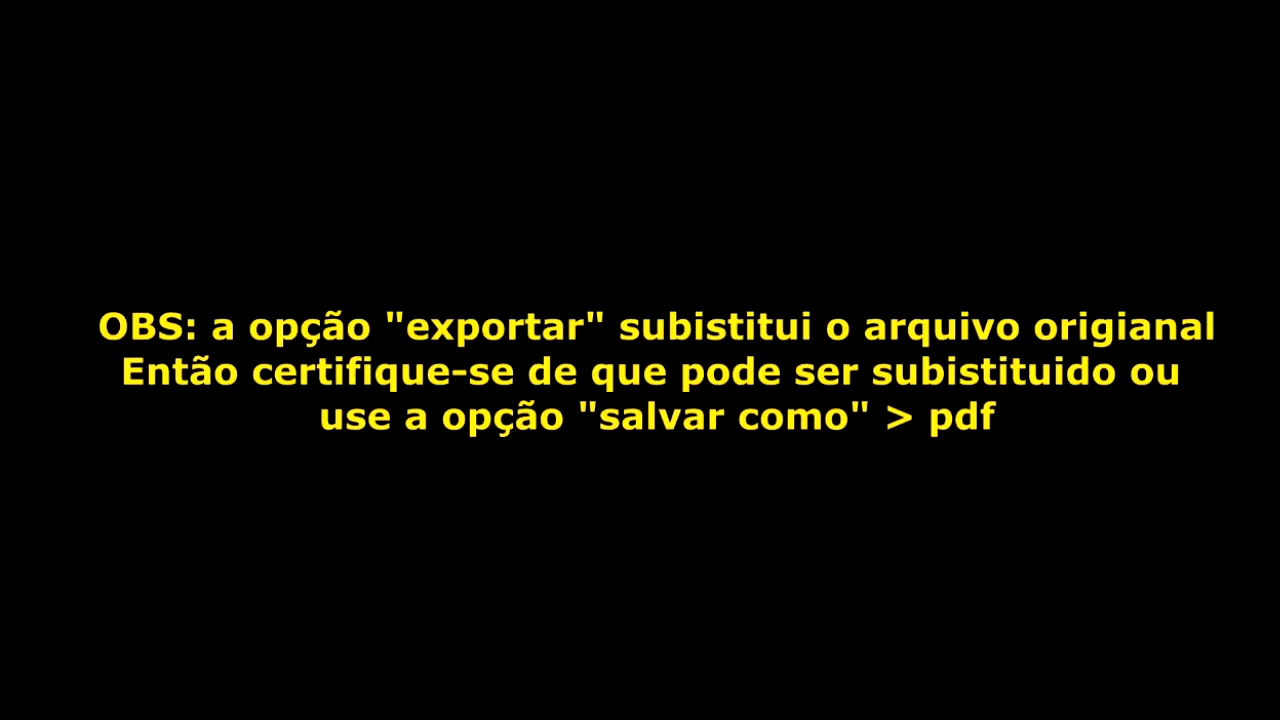 OBS: a opção "exportar" subistitui o arquivo origianal
Então certifique-se de que pode ser subistituido ou
use a opção "salvar como" > pdf